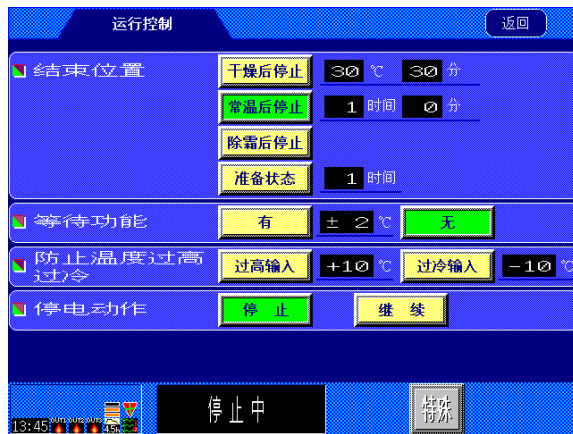 运行控制 返回
结束位置 干燥后停止 30 ℃ 30 分
常温后停止 1 时间 0 分
除霜后停止
准备状态 1 时间
等待功能 有 ± 2 ℃ 无
防止温度过高
过冷 过高输入 +10 ℃ 过冷输入 -10 ℃
停电动作 停 止 继 续
13:45 OUT1 OUT2 OUT3 45% 停止中 特殊